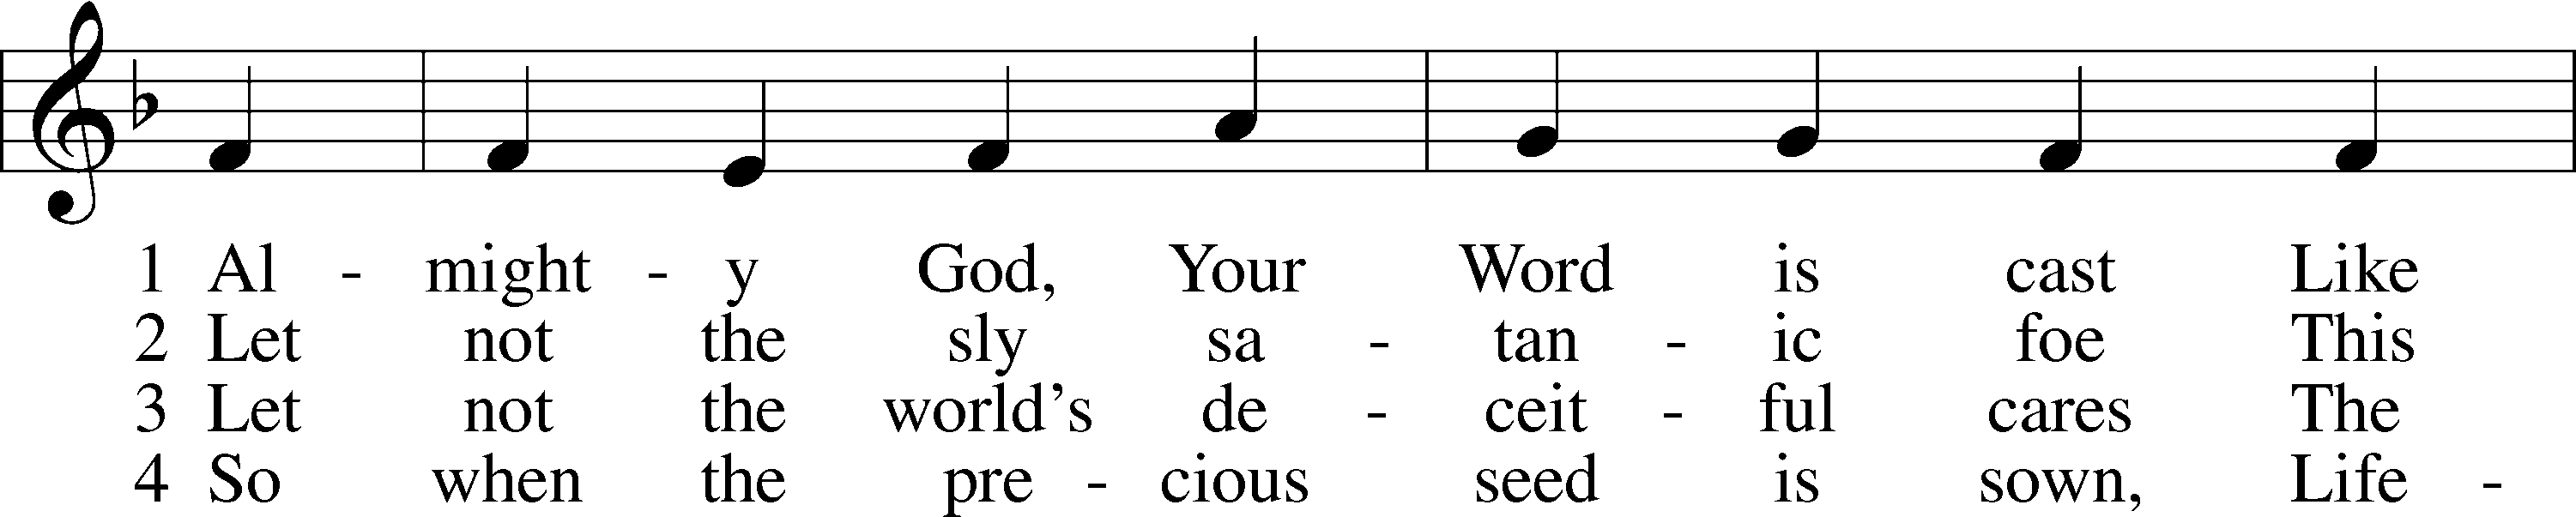 1 Al - might - y God, Your Word is cast Like
2 Let not the sly sa - tan - ic foe This
3 Let not the world's de - ceit - ful cares The
4 So when the pre - cious seed is sown, Life -